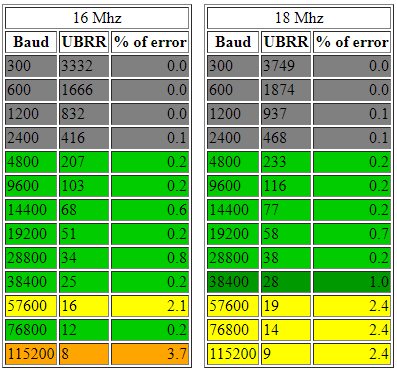 16 Mhz
Baud UBRR % of error
300 3332 0.0
600 1666 0.0
1200 832 0.0
2400 416 0.1
4800 207 0.2
9600 103 0.2
14400 68 0.6
19200 51 0.2
28800 34 0.8
38400 25 0.2
57600 16 2.1
76800 12 0.2
115200 8 3.7
18 Mhz
Baud UBRR % of error
300 3749 0.0
600 1874 0.0
1200 937 0.1
2400 468 0.1
4800 233 0.2
9600 116 0.2
14400 77 0.2
19200 58 0.7
28800 38 0.2
38400 28 1.0
57600 19 2.4
76800 14 2.4
115200 9 2.4